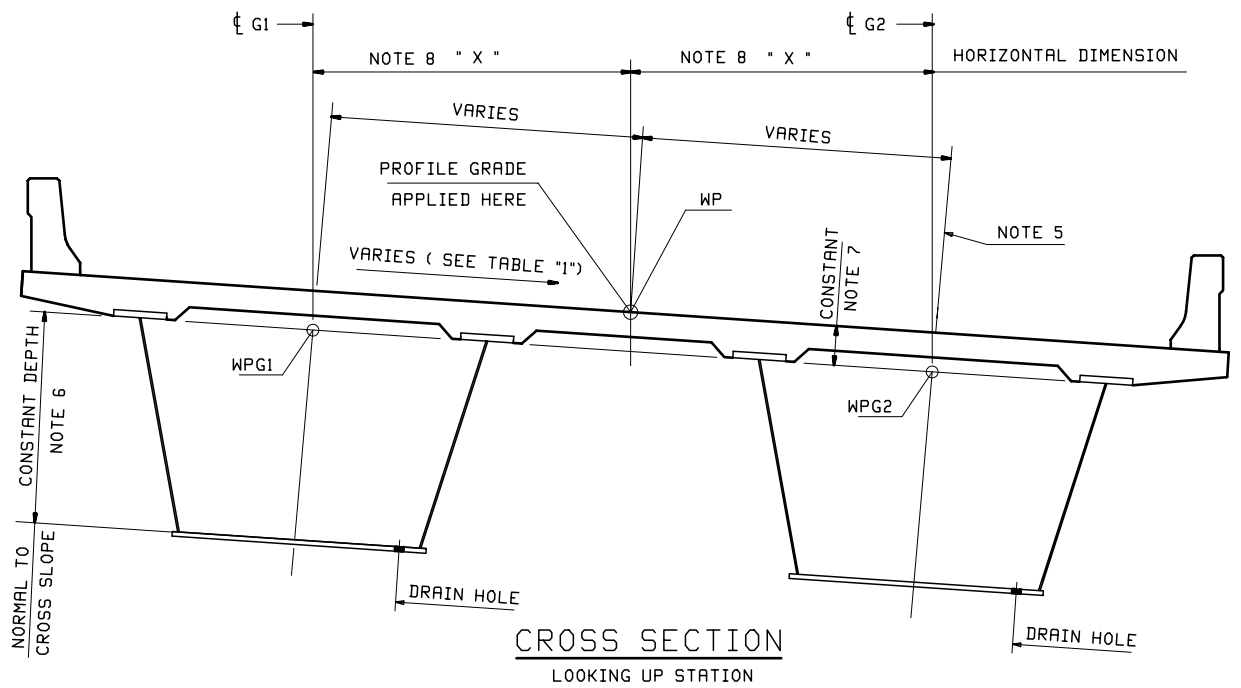 ℄ G1
℄ G2
NOTE 8 " X "
NOTE 8 " X "
HORIZONTAL DIMENSION
VARIES
VARIES
PROFILE GRADE
APPLIED HERE
WP
NOTE 5
CONSTANT
NOTE 7
VARIES ( SEE TABLE "1")
WPG1
WPG2
CONSTANT DEPTH
NOTE 6
NORMAL TO
CROSS SLOPE
DRAIN HOLE
DRAIN HOLE
CROSS SECTION
LOOKING UP STATION